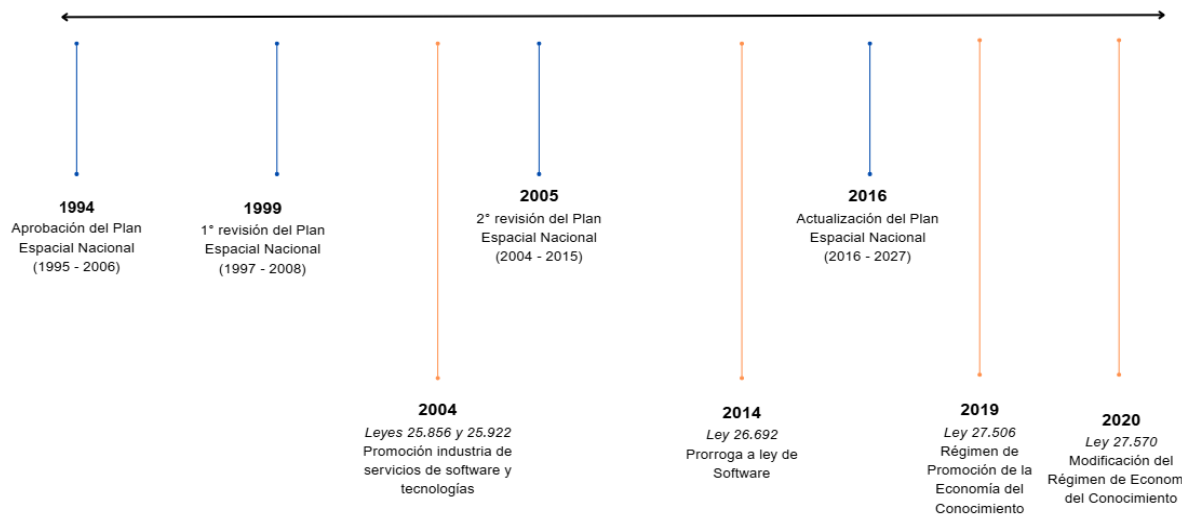 1994
Aprobación del Plan
Espacial Nacional
(1995 - 2006)
1999
1° revisión del Plan
Espacial Nacional
(1997 - 2008)
2004
Leyes 25.856 y 25.922
Promoción industria de
servicios de software y
tecnologías
2005
2° revisión del Plan
Espacial Nacional
(2004 - 2015)
2014
Ley 26.692
Prorroga a ley de
Software
2016
Actualización del Plan
Espacial Nacional
(2016 - 2027)
2019
Ley 27.506
Régimen de
Promoción de la
Economía del
Conocimiento
2020
Ley 27.570
Modificación del
Régimen de Econom
del Conocimiento